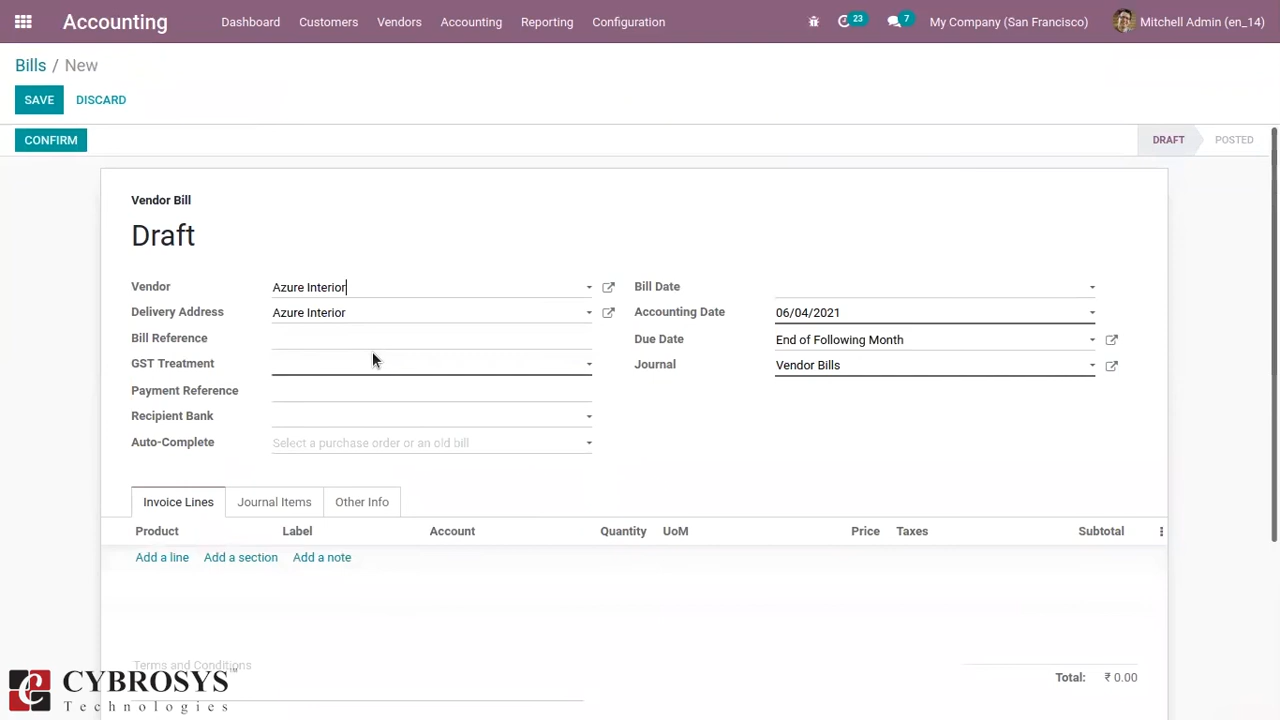 Accounting Dashboard Customers Vendors Accounting Reporting Configuration 23 7 My Company (San Francisco) Mitchell Admin (en_14)
Bills / New
SAVE DISCARD
CONFIRM DRAFT POSTED
Vendor Bill
Draft
Vendor Azure Interior Bill Date
Delivery Address Azure Interior Accounting Date 06/04/2021
Bill Reference Due Date End of Following Month
GST Treatment Journal Vendor Bills
Payment Reference
Recipient Bank
Auto-Complete Select a purchase order or an old bill
Invoice Lines Journal Items Other Info
Product Label Account Quantity UoM Price Taxes Subtotal
Add a line Add a section Add a note
Terms and Conditions
Total: ₹ 0.00
CYBROSYS™
Technologies